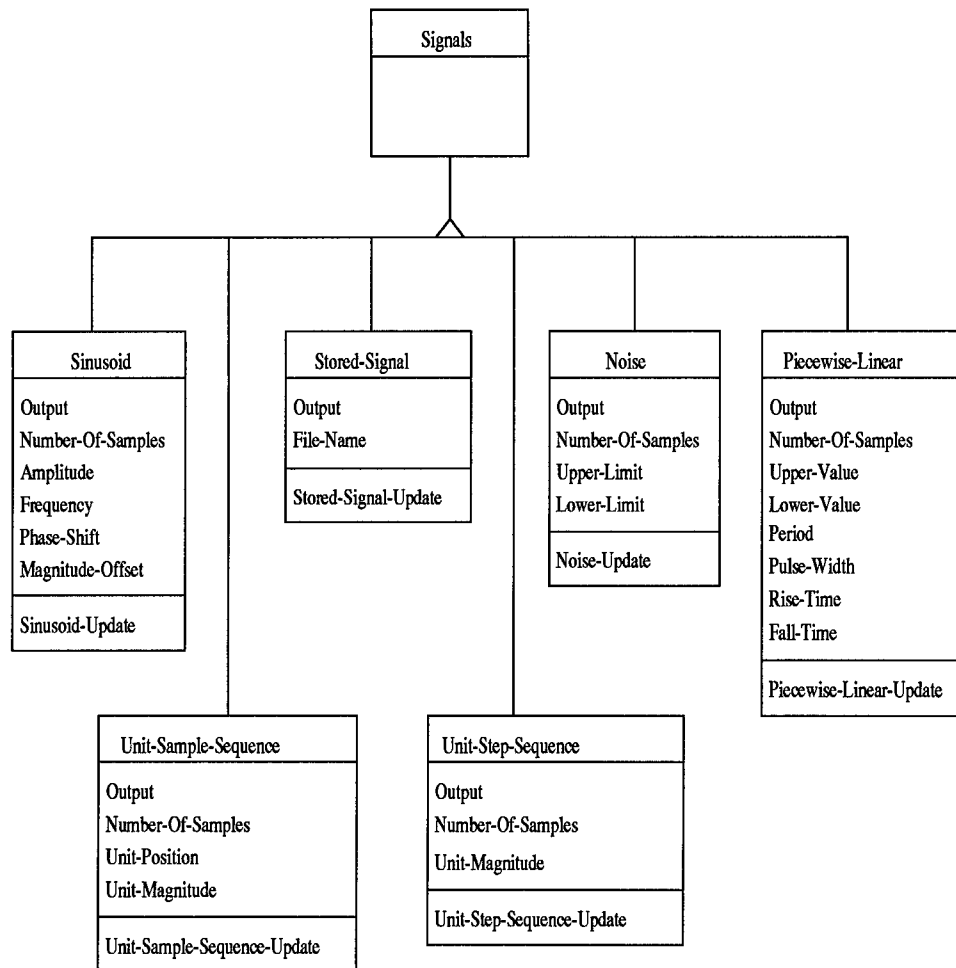 Signals
Sinusoid
Output
Number-Of-Samples
Amplitude
Frequency
Phase-Shift
Magnitude-Offset
Sinusoid-Update
Stored-Signal
Output
File-Name
Stored-Signal-Update
Noise
Output
Number-Of-Samples
Upper-Limit
Lower-Limit
Noise-Update
Piecewise-Linear
Output
Number-Of-Samples
Upper-Value
Lower-Value
Period
Pulse-Width
Rise-Time
Fall-Time
Piecewise-Linear-Update
Unit-Sample-Sequence
Output
Number-Of-Samples
Unit-Position
Unit-Magnitude
Unit-Sample-Sequence-Update
Unit-Step-Sequence
Output
Number-Of-Samples
Unit-Magnitude
Unit-Step-Sequence-Update